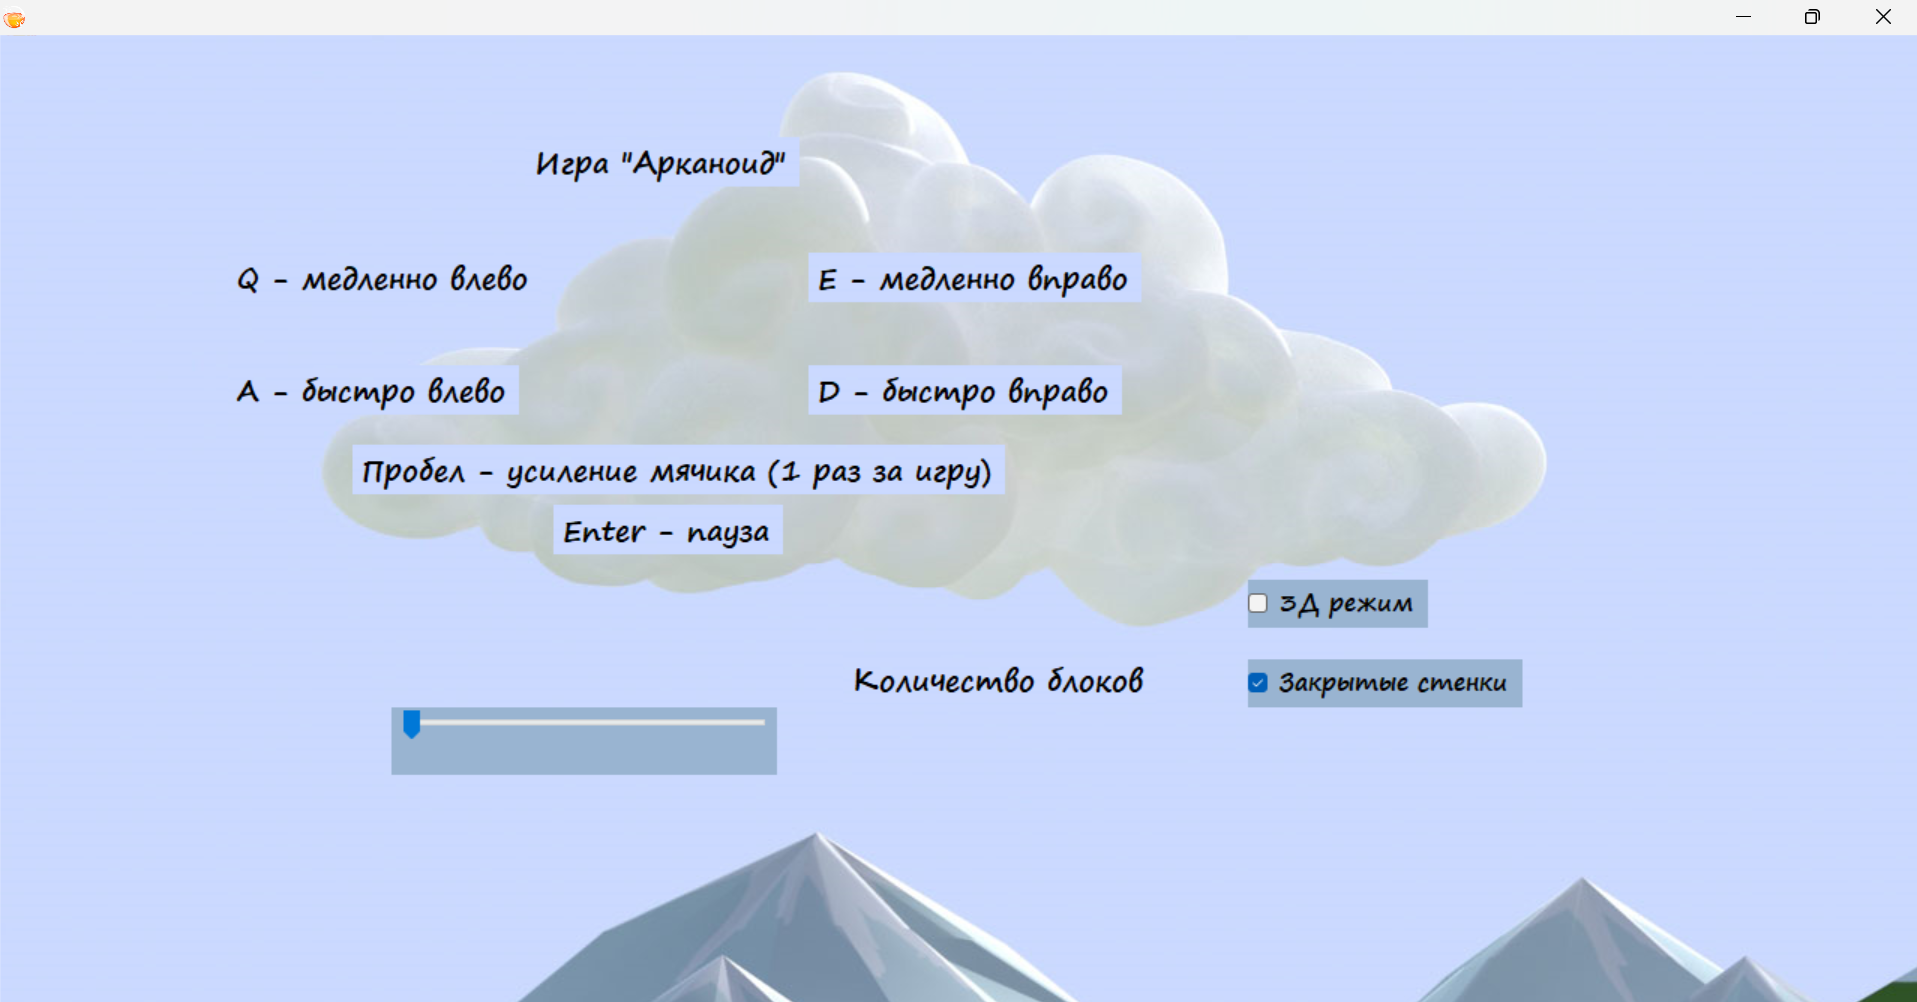 Игра "Арканоид"
Q - медленно влево
E - медленно вправо
A - быстро влево
D - быстро вправо
Пробел - усиление мячика (1 раз за игру)
Enter - пауза
3Д режим
Количество блоков
Закрытые стенки